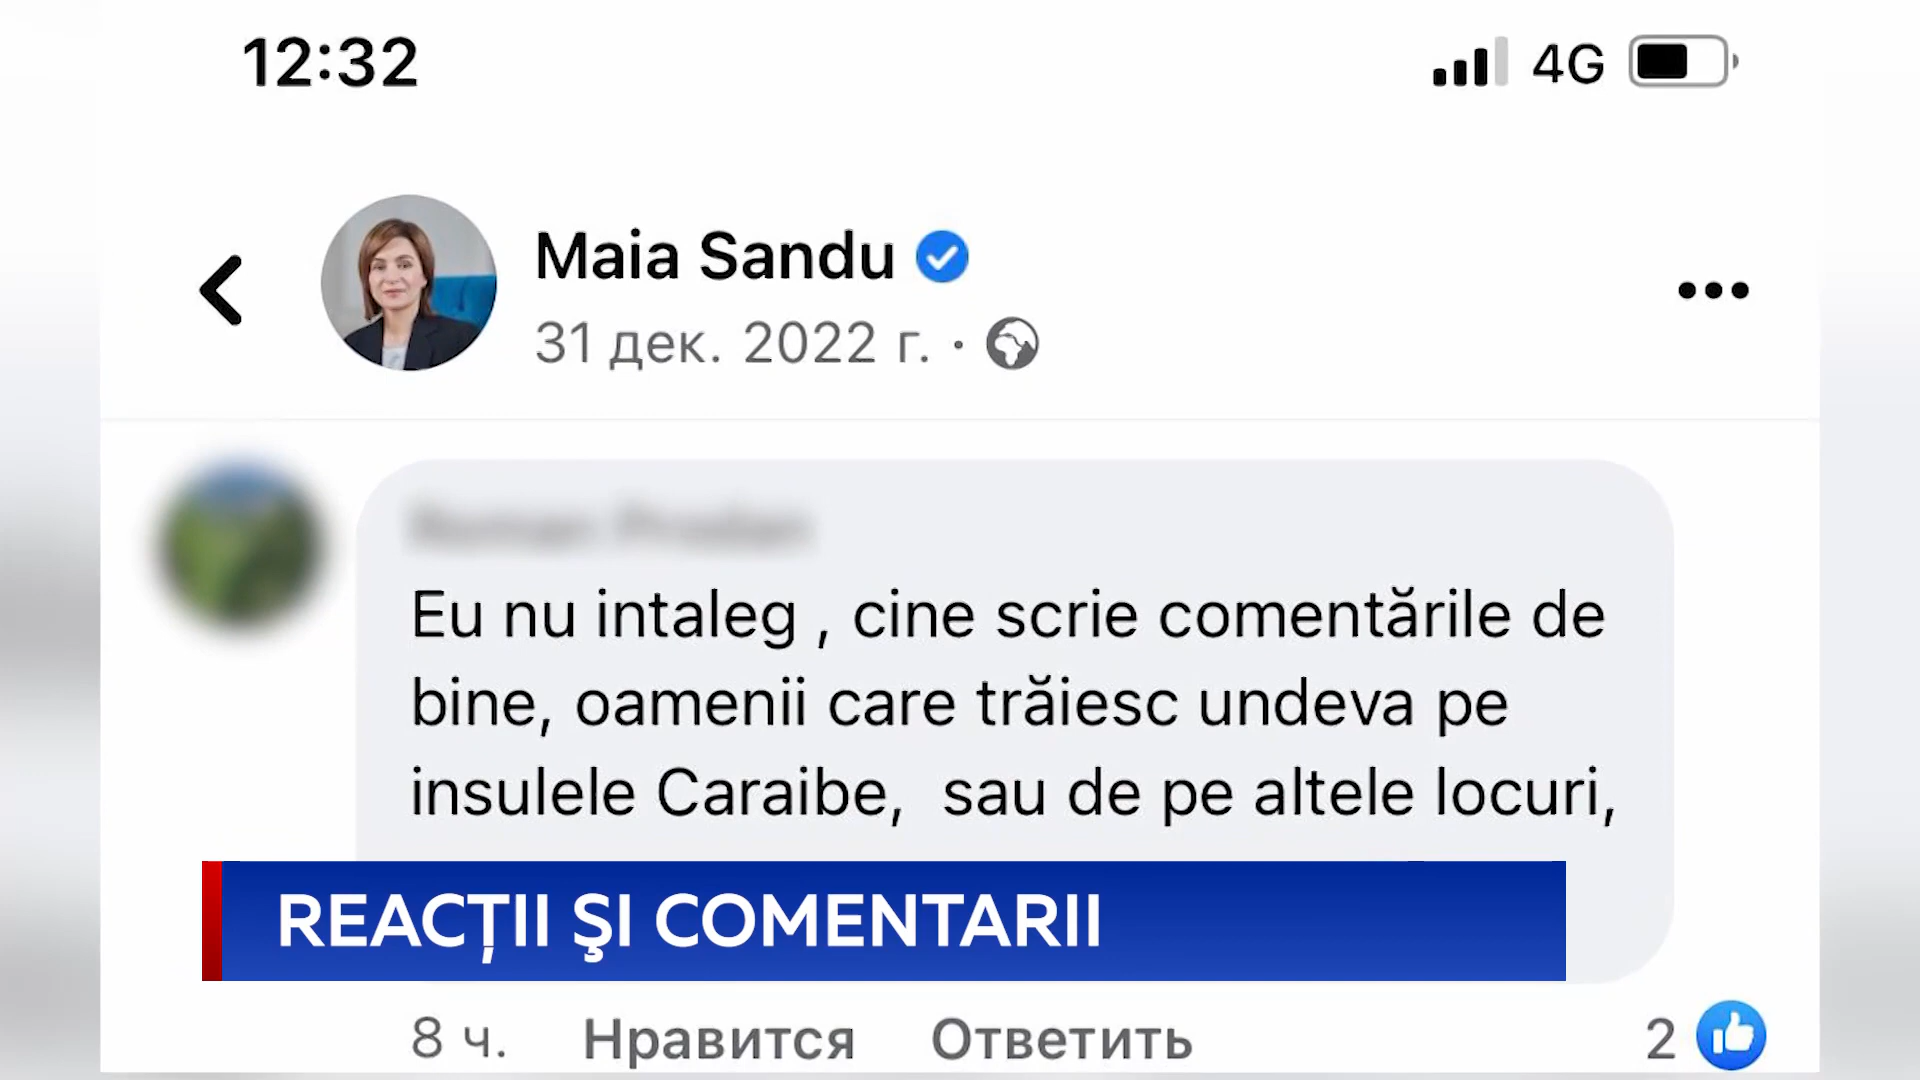 12:32
4G
Maia Sandu
31 дек. 2022 г. ·
Eu nu intaleg , cine scrie comentările de
bine, oamenii care trăiesc undeva pe
insulele Caraibe,  sau de pe altele locuri,
REACȚII ŞI COMENTARII
8 ч. Нравится Ответить 2